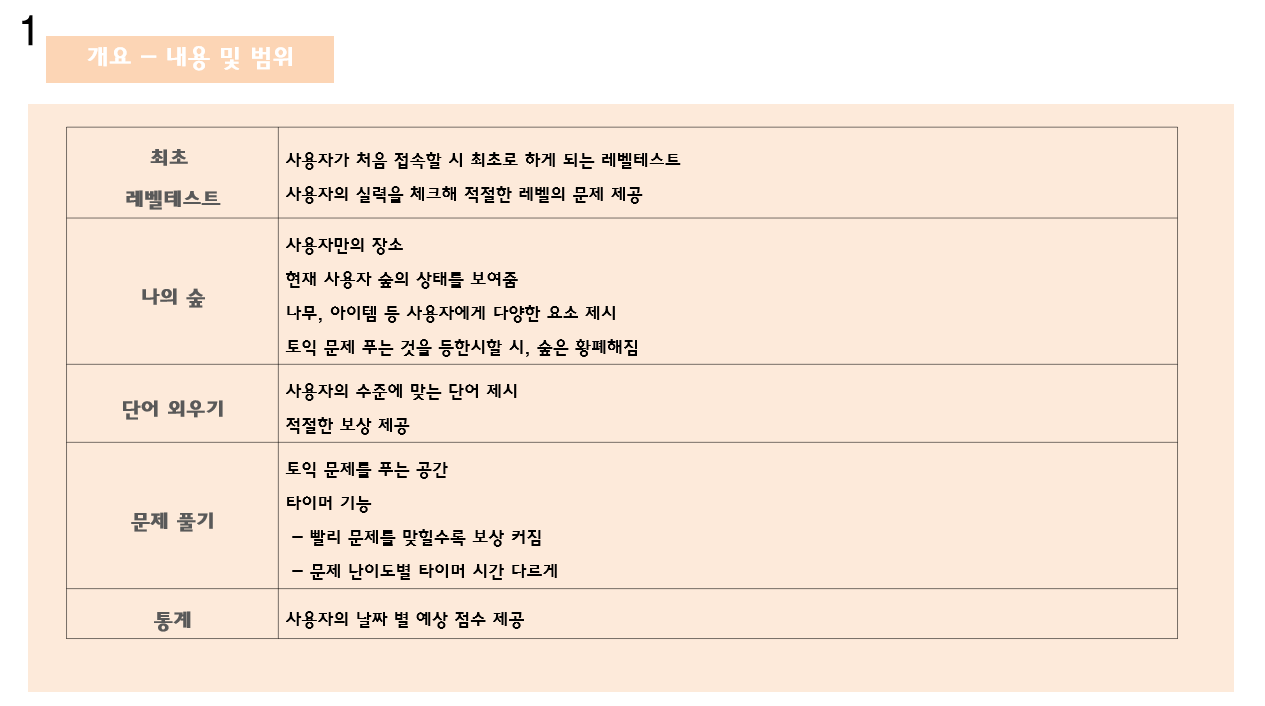 1
개요 – 내용 및 범위
최초
레벨테스트
사용자가 처음 접속할 시 최초로 하게 되는 레벨테스트
사용자의 실력을 체크해 적절한 레벨의 문제 제공
나의 숲
사용자만의 장소
현재 사용자 숲의 상태를 보여줌
나무, 아이템 등 사용자에게 다양한 요소 제시
토익 문제 푸는 것을 등한시할 시, 숲은 황폐해짐
단어 외우기
사용자의 수준에 맞는 단어 제시
적절한 보상 제공
문제 풀기
토익 문제를 푸는 공간
타이머 기능
– 빨리 문제를 맞힐수록 보상 커짐
– 문제 난이도별 타이머 시간 다르게
통계
사용자의 날짜 별 예상 점수 제공